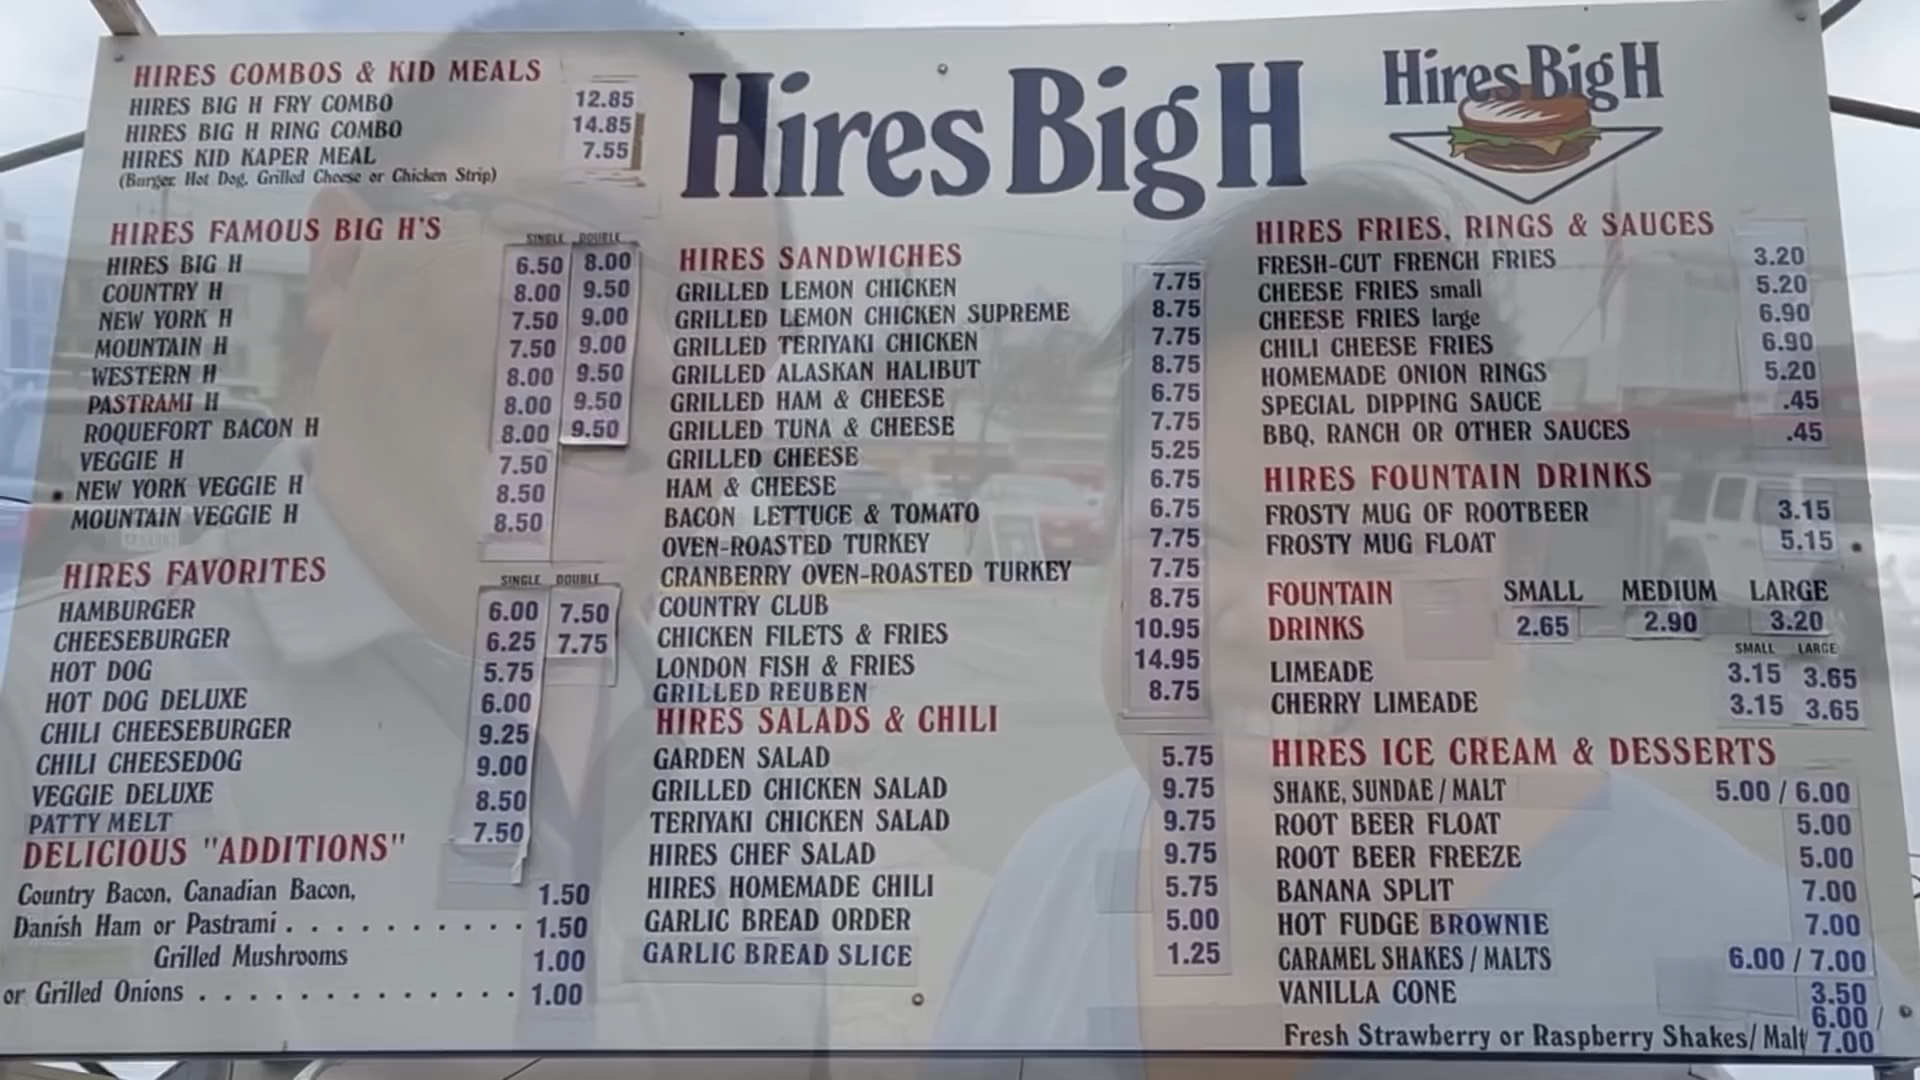 HIRES COMBOS & KID MEALS
HIRES BIG H FRY COMBO 12.85
HIRES BIG H RING COMBO 14.85
HIRES KID KAPER MEAL 7.55
(Burger, Hot Dog, Grilled Cheese or Chicken Strip)
HIRES FAMOUS BIG H'S
SINGLE DOUBLE
HIRES BIG H 6.50 8.00
COUNTRY H 8.00 9.50
NEW YORK H 7.50 9.00
MOUNTAIN H 7.50 9.00
WESTERN H 8.00 9.50
PASTRAMI H 8.00 9.50
ROQUEFORT BACON H 8.00 9.50
VEGGIE H 7.50
NEW YORK VEGGIE H 8.50
MOUNTAIN VEGGIE H 8.50
HIRES FAVORITES
SINGLE DOUBLE
HAMBURGER 6.00 7.50
CHEESEBURGER 6.25 7.75
HOT DOG 5.75
HOT DOG DELUXE 6.00
CHILI CHEESEBURGER 9.25
CHILI CHEESEDOG 9.00
VEGGIE DELUXE 8.50
PATTY MELT 7.50
DELICIOUS "ADDITIONS"
Country Bacon, Canadian Bacon, 1.50
Danish Ham or Pastrami . . . . . . . . . . . . 1.50
Grilled Mushrooms 1.00
or Grilled Onions . . . . . . . . . . . . . . 1.00
Hires Big H
HIRES SANDWICHES
GRILLED LEMON CHICKEN 7.75
GRILLED LEMON CHICKEN SUPREME 8.75
GRILLED TERIYAKI CHICKEN 7.75
GRILLED ALASKAN HALIBUT 8.75
GRILLED HAM & CHEESE 6.75
GRILLED TUNA & CHEESE 7.75
GRILLED CHEESE 5.25
HAM & CHEESE 6.75
BACON LETTUCE & TOMATO 6.75
OVEN-ROASTED TURKEY 7.75
CRANBERRY OVEN-ROASTED TURKEY 7.75
COUNTRY CLUB 8.75
CHICKEN FILETS & FRIES 10.95
LONDON FISH & FRIES 14.95
GRILLED REUBEN 8.75
HIRES SALADS & CHILI
GARDEN SALAD 5.75
GRILLED CHICKEN SALAD 9.75
TERIYAKI CHICKEN SALAD 9.75
HIRES CHEF SALAD 9.75
HIRES HOMEMADE CHILI 5.75
GARLIC BREAD ORDER 5.00
GARLIC BREAD SLICE 1.25
Hires Big H
HIRES FRIES, RINGS & SAUCES
FRESH-CUT FRENCH FRIES 3.20
CHEESE FRIES small 5.20
CHEESE FRIES large 6.90
CHILI CHEESE FRIES 6.90
HOMEMADE ONION RINGS 5.20
SPECIAL DIPPING SAUCE .45
BBQ, RANCH OR OTHER SAUCES .45
HIRES FOUNTAIN DRINKS
FROSTY MUG OF ROOTBEER 3.15
FROSTY MUG FLOAT 5.15
FOUNTAIN SMALL MEDIUM LARGE
DRINKS 2.65 2.90 3.20
SMALL LARGE
LIMEADE 3.15 3.65
CHERRY LIMEADE 3.15 3.65
HIRES ICE CREAM & DESSERTS
SHAKE, SUNDAE / MALT 5.00 / 6.00
ROOT BEER FLOAT 5.00
ROOT BEER FREEZE 5.00
BANANA SPLIT 7.00
HOT FUDGE BROWNIE 7.00
CARAMEL SHAKES / MALTS 6.00 / 7.00
VANILLA CONE 3.50
6.00 /
Fresh Strawberry or Raspberry Shakes/ Malt 7.00